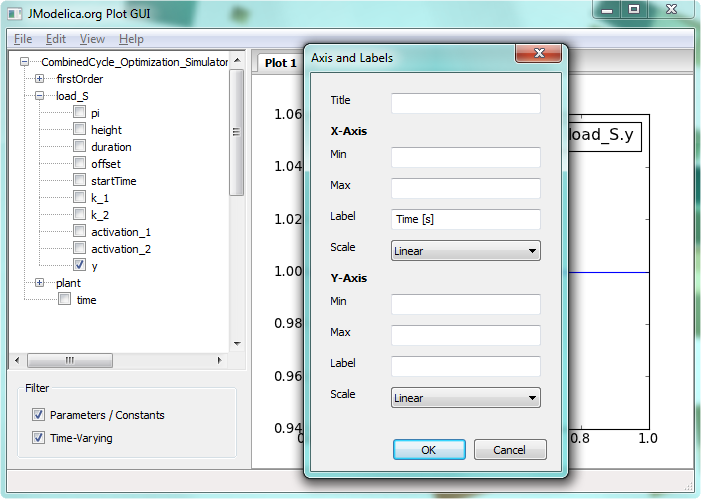 JModelica.org Plot GUI
File Edit View Help
CombinedCycle_Optimization_Simulator
firstOrder
load_S
pi
height
duration
offset
startTime
k_1
k_2
activation_1
activation_2
y
plant
time
Filter
Parameters / Constants
Time-Varying
Plot 1
1.06
1.04
1.02
1.00
0.98
0.96
0.94
load_S.y
0.8 1.0
Axis and Labels
Title
X-Axis
Min
Max
Label Time [s]
Scale Linear
Y-Axis
Min
Max
Label
Scale Linear
OK Cancel